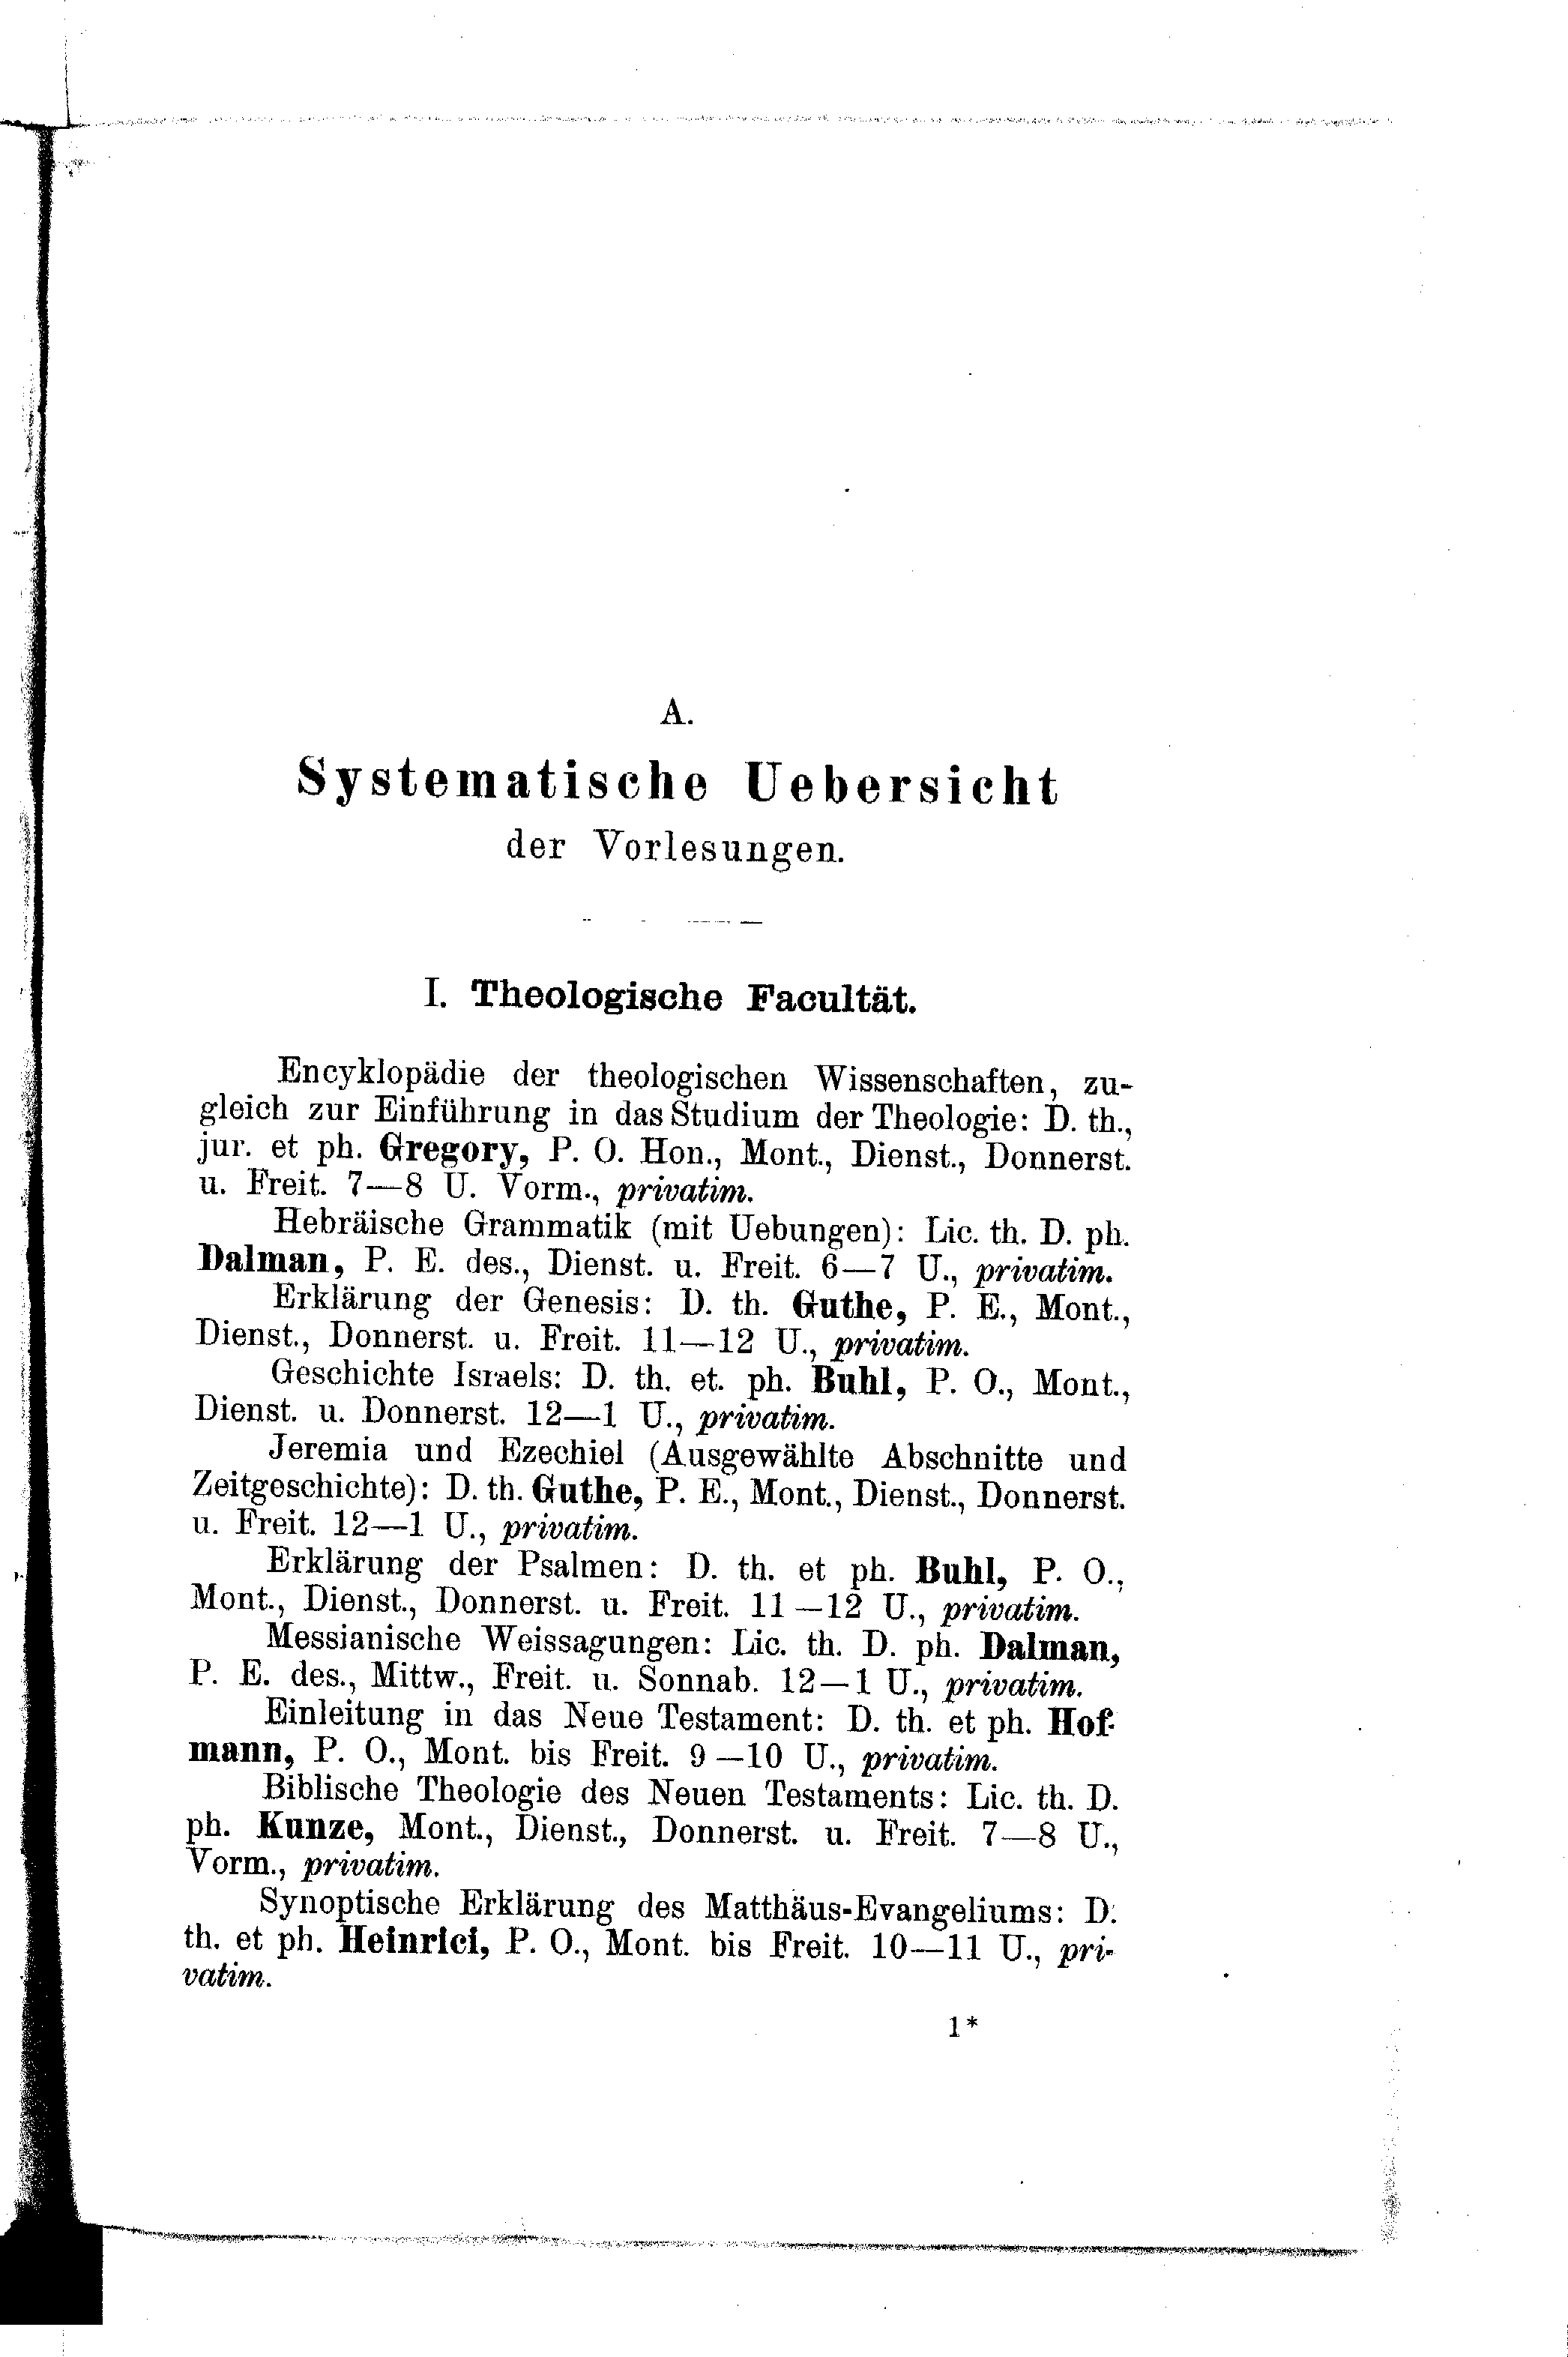 A.
Systematische Uebersicht
der Vorlesungen.
I. Theologische Facultät.
Encyklopädie der theologischen Wissenschaften, zu-
gleich zur Einführung in das Studium der Theologie: D. th.,
jur. et ph. Gregory, P. O. Hon., Mont., Dienst., Donnerst.
u. Freit. 7—8 U. Vorm., privatim.
Hebräische Grammatik (mit Uebungen): Lic. th. D. ph.
Dalman, P. E. des., Dienst. u. Freit. 6—7 U., privatim.
Erklärung der Genesis: D. th. Guthe, P. E., Mont.,
Dienst., Donnerst. u. Freit. 11—12 U., privatim.
Geschichte Israels: D. th. et. ph. Buhl, P. O., Mont.,
Dienst. u. Donnerst. 12—1 U., privatim.
Jeremia und Ezechiel (Ausgewählte Abschnitte und
Zeitgeschichte): D. th. Guthe, P. E., Mont., Dienst., Donnerst.
u. Freit. 12—1 U., privatim.
Erklärung der Psalmen: D. th. et ph. Buhl, P. O.,
Mont., Dienst., Donnerst. u. Freit. 11—12 U., privatim.
Messianische Weissagungen: Lic. th. D. ph. Dalman,
P. E. des., Mittw., Freit. u. Sonnab. 12—1 U., privatim.
Einleitung in das Neue Testament: D. th. et ph. Hof-
mann, P. O., Mont. bis Freit. 9—10 U., privatim.
Biblische Theologie des Neuen Testaments: Lic. th. D.
ph. Kunze, Mont., Dienst., Donnerst. u. Freit. 7—8 U.,
Vorm., privatim.
Synoptische Erklärung des Matthäus-Evangeliums: D.
th. et ph. Heinrici, P. O., Mont. bis Freit. 10—11 U., pri-
vatim.
1*